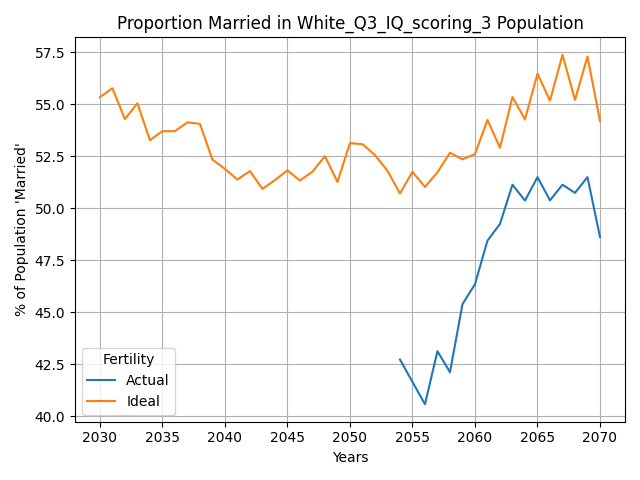 Proportion Married in White_Q3_IQ_scoring_3 Population
% of Population 'Married'
57.5
55.0
52.5
50.0
47.5
45.0
42.5
40.0
Fertility
Actual
Ideal
2030 2035 2040 2045 2050 2055 2060 2065 2070
Years